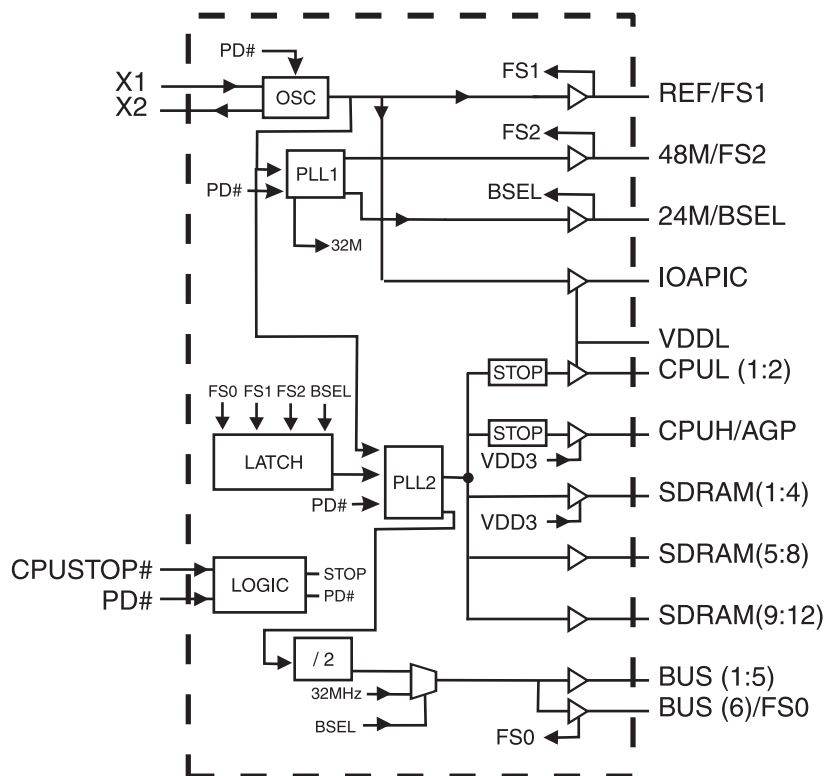 PD#
X1
OSC
FS1
REF/FS1
X2
FS2
48M/FS2
PLL1
PD#
BSEL
24M/BSEL
32M
IOAPIC
VDDL
STOP
CPUL (1:2)
FS0 FS1 FS2 BSEL
STOP
CPUH/AGP
LATCH
VDD3
PLL2
SDRAM(1:4)
PD#
VDD3
CPUSTOP#
LOGIC
STOP
SDRAM(5:8)
PD#
PD#
SDRAM(9:12)
/ 2
BUS (1:5)
32MHz
BUS (6)/FS0
BSEL
FS0